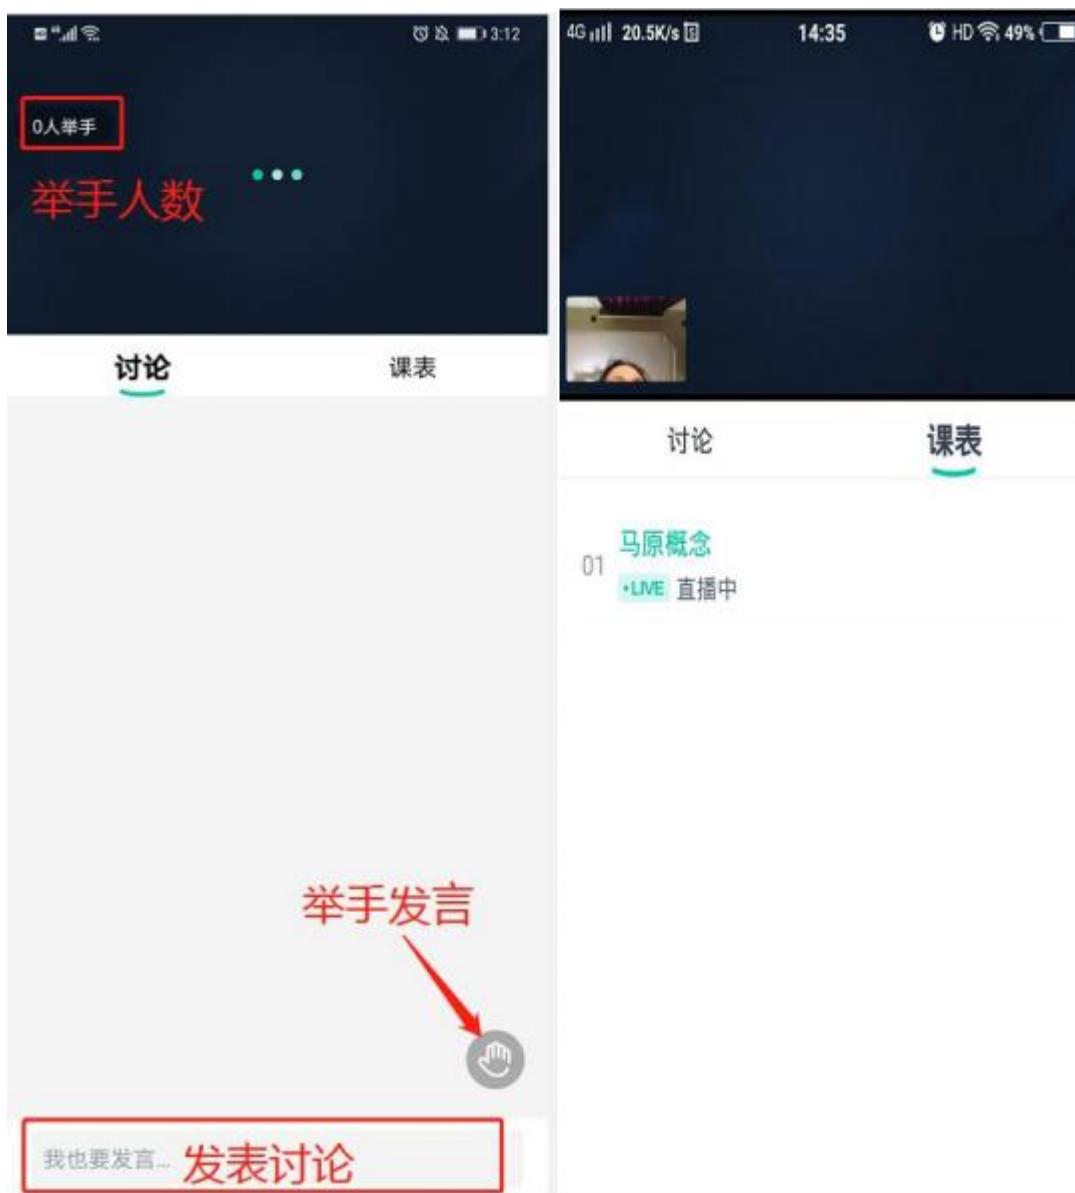 3:12
0人举手
举手人数
讨论 课表
举手发言
我也要发言...
发表讨论
4G 20.5K/s 14:35 HD 49%
讨论 课表
01 马原概念
•LIVE 直播中